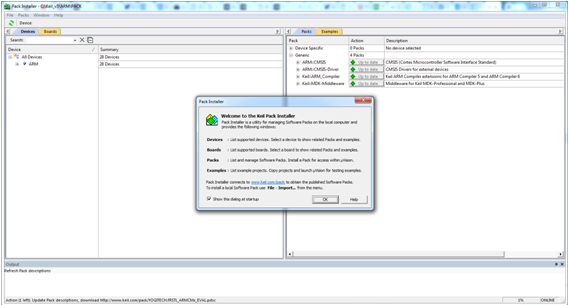 Pack Installer - C:\Keil_v5\ARM\PACK
File Packs Window Help
Device:
Devices Boards
Search:
Device Summary
All Devices 28 Devices
ARM 28 Devices
Packs Examples
Pack Action Description
Device Specific 0 Packs No device selected
Generic 4 Packs
ARM::CMSIS Up to date CMSIS (Cortex Microcontroller Software Interface Standard)
ARM::CMSIS-Driver Up to date CMSIS Drivers for external devices
Keil::ARM_Compiler Up to date Keil ARM Compiler extensions for ARM Compiler 5 and ARM Compiler 6
Keil::MDK-Middleware Up to date Middleware for Keil MDK-Professional and MDK-Plus
Pack Installer
Welcome to the Keil Pack Installer
Pack Installer is a utility for managing Software Packs on the local computer and
provides the following windows:
Devices : List supported devices. Select a device to show related Packs and examples.
Boards : List supported boards. Select a board to show related Packs and examples.
Packs : List and manage Software Packs. Install a Pack for access within µVision.
Examples : List example projects. Copy projects and launch µVision for testing examples.
Pack Installer connects to www.keil.com/pack to obtain the published Software Packs.
To install a local Software Pack use File - Import... from the menu.
Show this dialog at startup
OK Help
Output
Refresh Pack descriptions
Action (1 left): Update Pack descriptions, download http://www.keil.com/pack/YOGITECH.fRSTL_ARMCMx_EVAL.pdsc
1% ONLINE